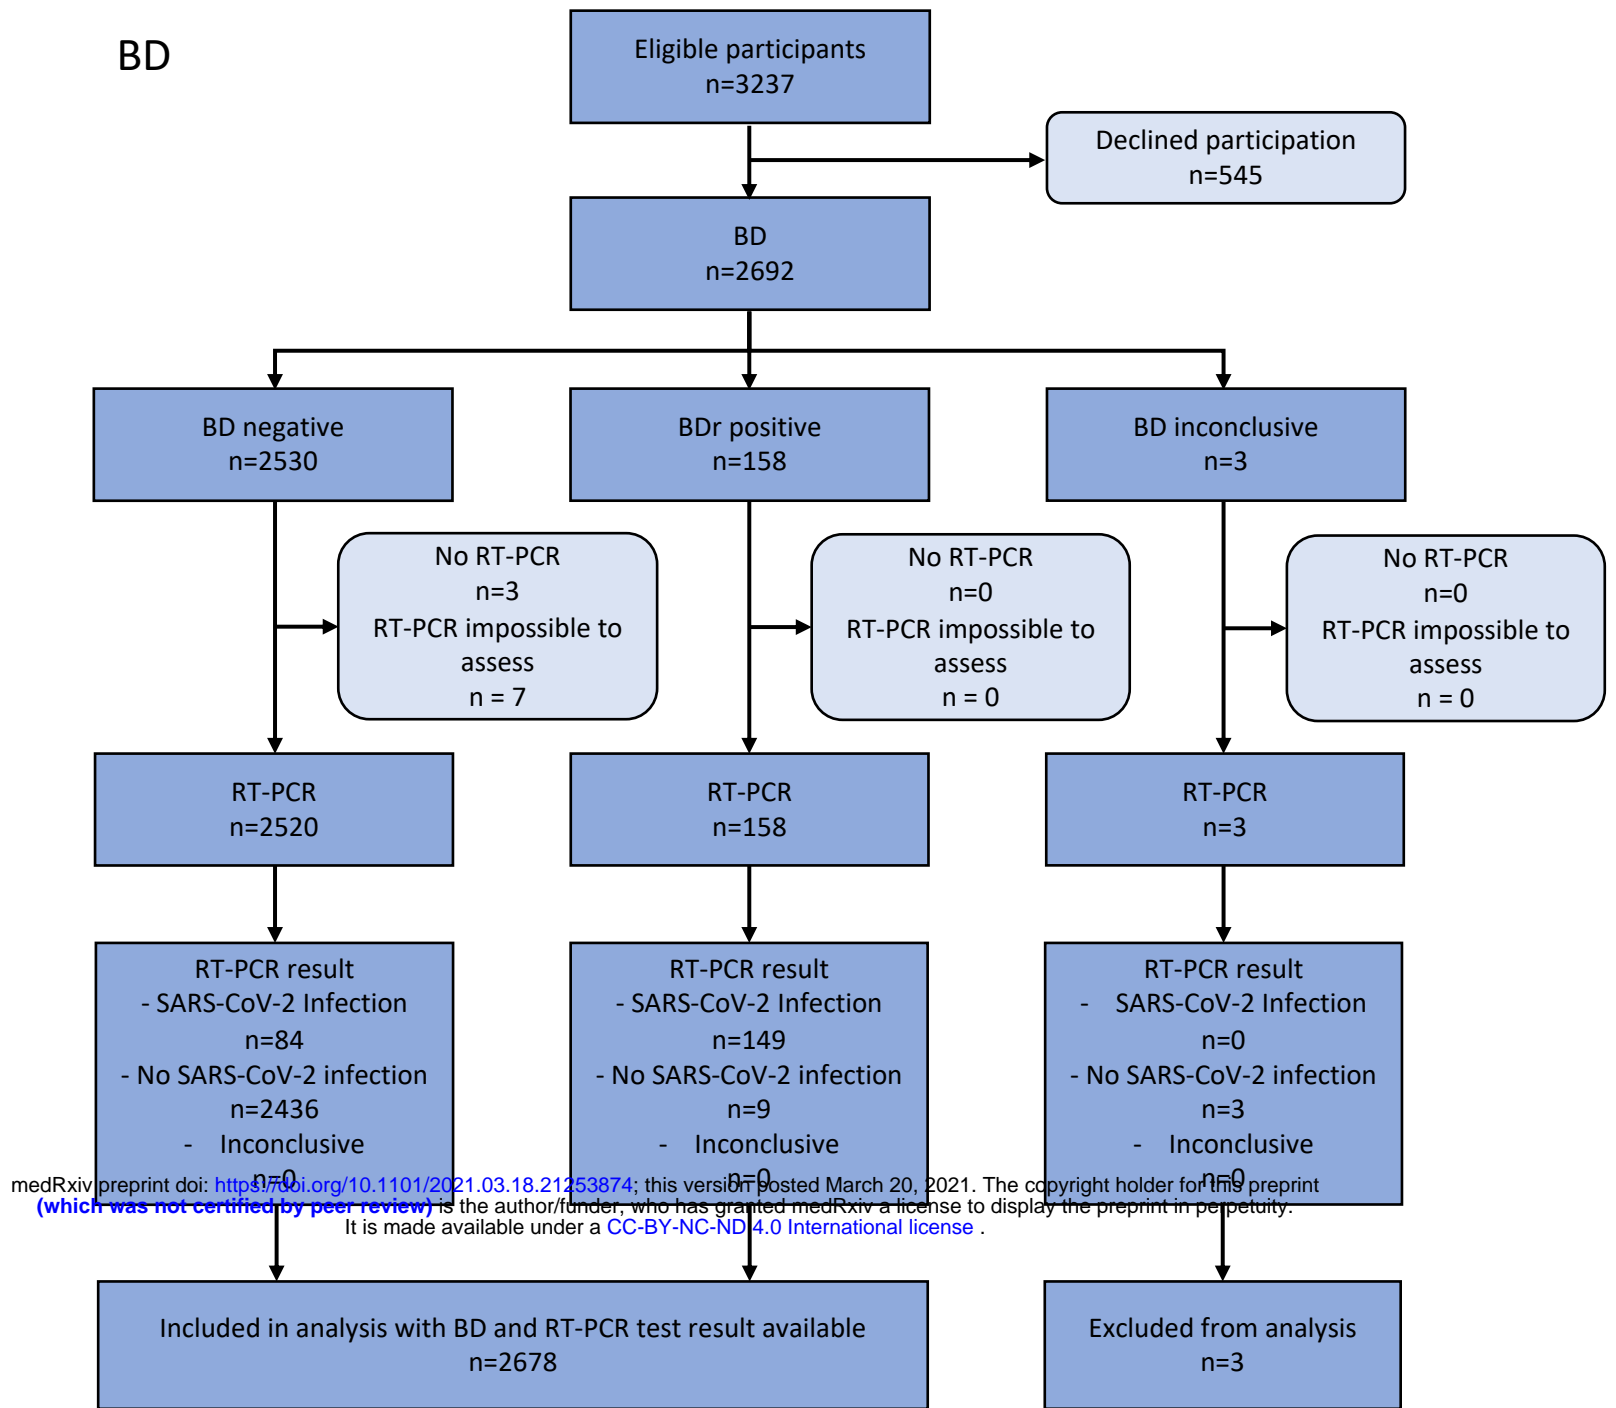 BD
Eligible participants
n=3237
Declined participation
n=545
BD
n=2692
BD negative
n=2530
BDr positive
n=158
BD inconclusive
n=3
No RT-PCR
n=3
RT-PCR impossible to
assess
n = 7
No RT-PCR
n=0
RT-PCR impossible to
assess
n = 0
No RT-PCR
n=0
RT-PCR impossible to
assess
n = 0
RT-PCR
n=2520
RT-PCR
n=158
RT-PCR
n=3
RT-PCR result
- SARS-CoV-2 Infection
n=84
- No SARS-CoV-2 infection
n=2436
- Inconclusive
n=0
RT-PCR result
- SARS-CoV-2 Infection
n=149
- No SARS-CoV-2 infection
n=9
- Inconclusive
n=0
RT-PCR result
- SARS-CoV-2 Infection
n=0
- No SARS-CoV-2 infection
n=3
- Inconclusive
n=0
medRxiv preprint doi: https://doi.org/10.1101/2021.03.18.21253874; this version posted March 20, 2021. The copyright holder for this preprint
(which was not certified by peer review) is the author/funder, who has granted medRxiv a license to display the preprint in perpetuity.
It is made available under a CC-BY-NC-ND 4.0 International license .
Included in analysis with BD and RT-PCR test result available
n=2678
Excluded from analysis
n=3